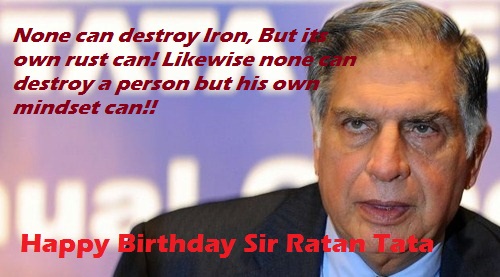 None can destroy Iron, But its
own rust can! Likewise none can
destroy a person but his own
mindset can!!
TATA
Happy Birthday Sir Ratan Tata